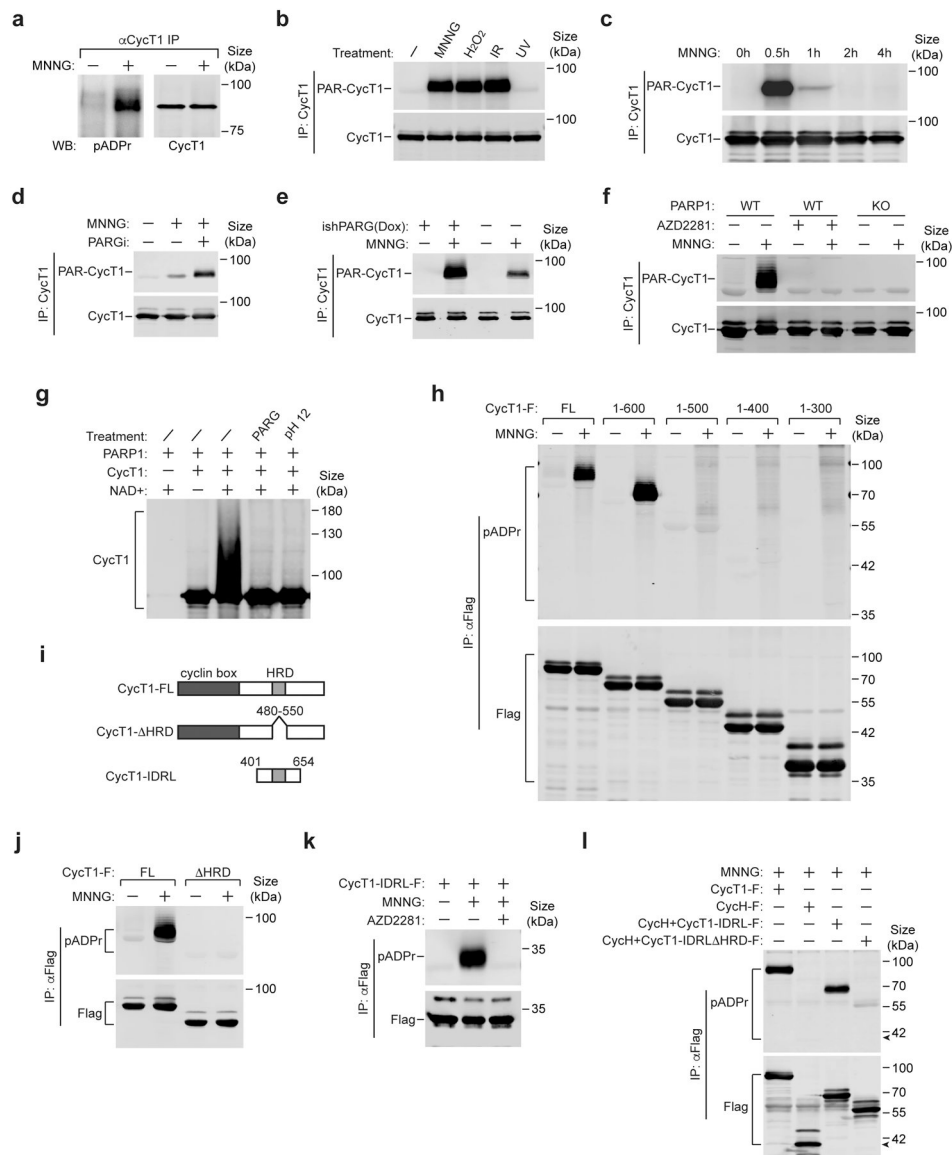 a
αCycT1 IP
MNNG: – + – +
Size
(kDa)
100
75
WB: pADPr CycT1
b
Treatment: / MNNG H2O2 IR UV
Size
(kDa)
IP: CycT1
PAR-CycT1
100
CycT1
100
c
MNNG: 0h 0.5h 1h 2h 4h
Size
(kDa)
IP: CycT1
PAR-CycT1
100
CycT1
100
d
MNNG: – + +
PARGi: – – +
Size
(kDa)
IP: CycT1
PAR-CycT1
100
CycT1
100
e
ishPARG(Dox): + + – –
MNNG: – + – +
Size
(kDa)
IP: CycT1
PAR-CycT1
100
CycT1
100
f
PARP1: WT WT KO
AZD2281: – – + + – –
MNNG: – + – + – +
Size
(kDa)
IP: CycT1
PAR-CycT1
100
CycT1
100
g
Treatment: / / / PARG pH 12
PARP1: + + + + +
CycT1: – + + + +
NAD+: + – + + +
Size
(kDa)
CycT1
180
130
100
h
CycT1-F: FL 1-600 1-500 1-400 1-300
MNNG: – + – + – + – + – +
Size
(kDa)
IP: αFlag
pADPr
100
70
55
42
35
Flag
100
70
55
42
35
i
cyclin box HRD
CycT1-FL
480-550
CycT1-ΔHRD
401 654
CycT1-IDRL
j
CycT1-F: FL ΔHRD
MNNG: – + – +
Size
(kDa)
IP: αFlag
pADPr
100
Flag
100
k
CycT1-IDRL-F: + + +
MNNG: – + +
AZD2281: – – +
Size
(kDa)
IP: αFlag
pADPr
35
Flag
35
l
MNNG: + + + +
CycT1-F: +
CycH-F: +
CycH+CycT1-IDRL-F: +
CycH+CycT1-IDRLΔHRD-F: +
Size
(kDa)
IP: αFlag
pADPr
100
70
55
42
Flag
100
70
55
42